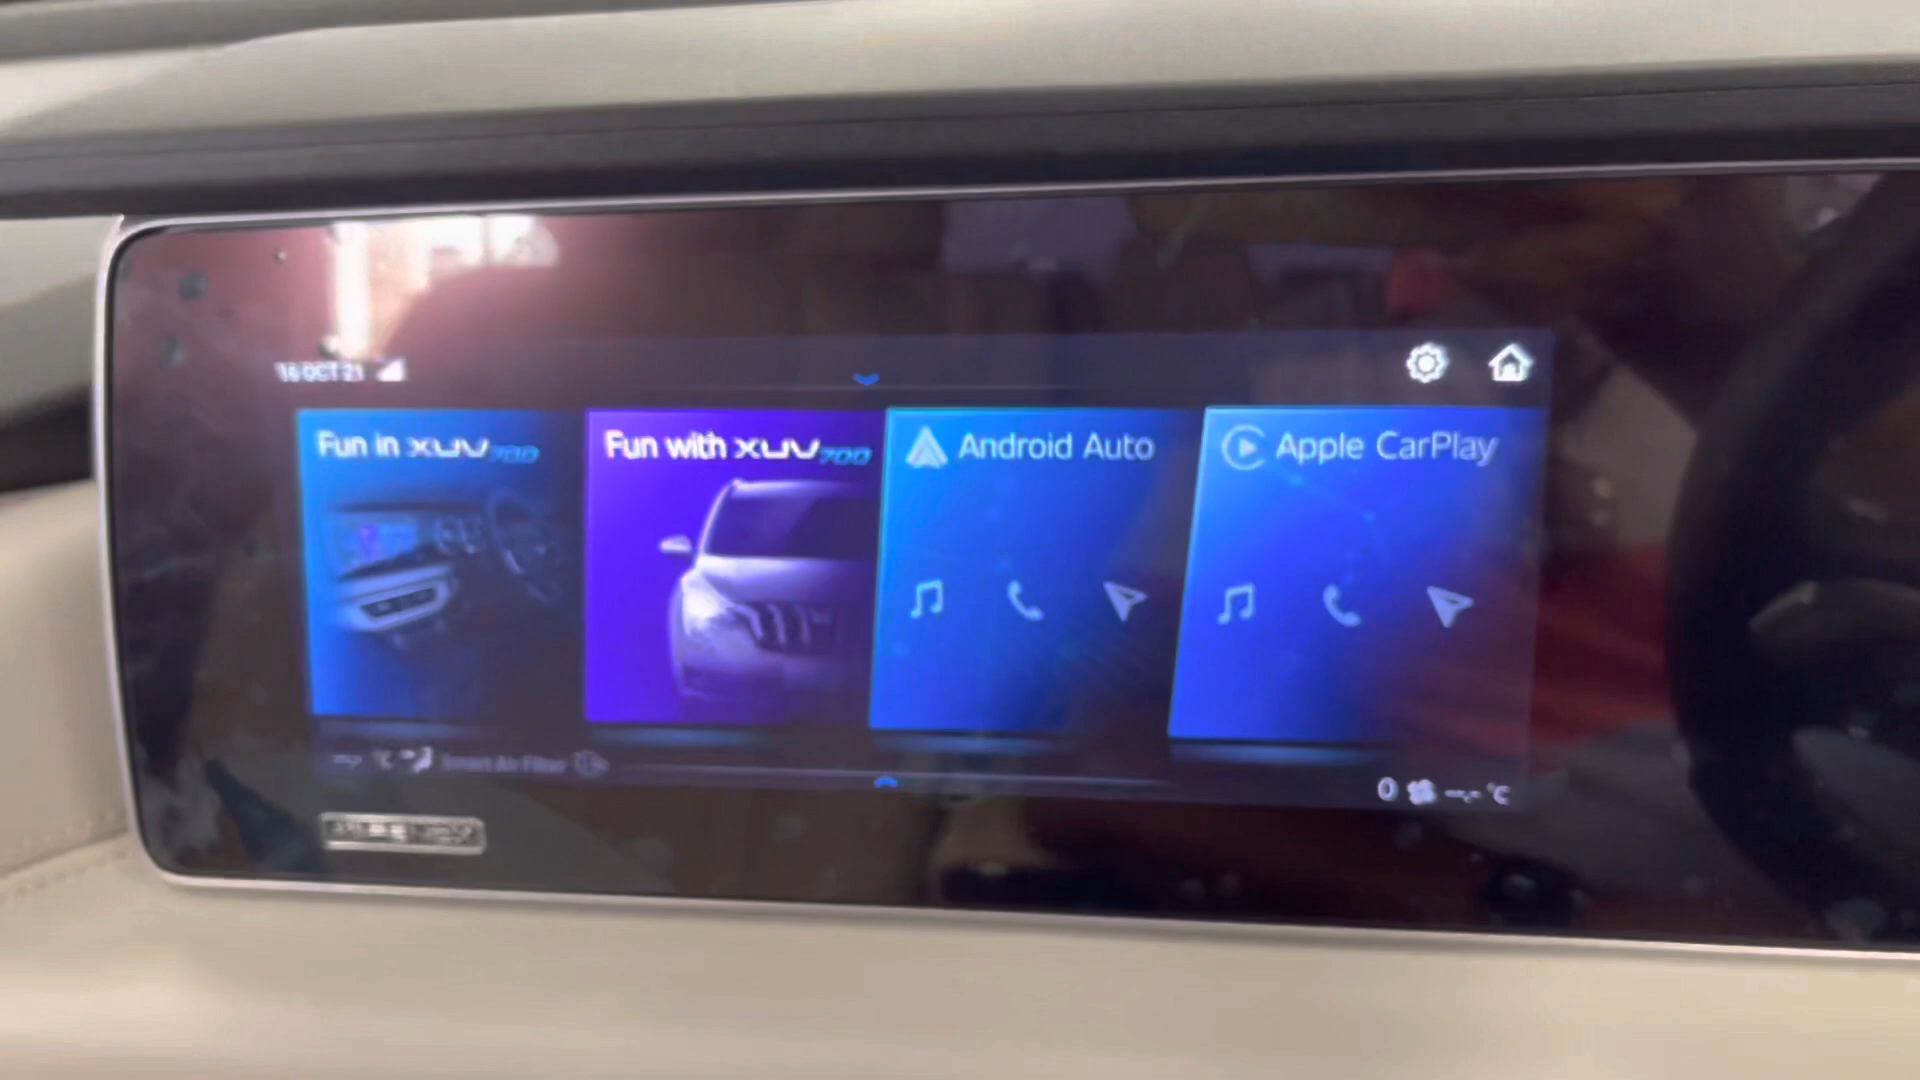 16 OCT 21
Fun in XUV700
Fun with XUV700
Android Auto
Apple CarPlay
--.- °C Smart Air Filter
0 --.- °C